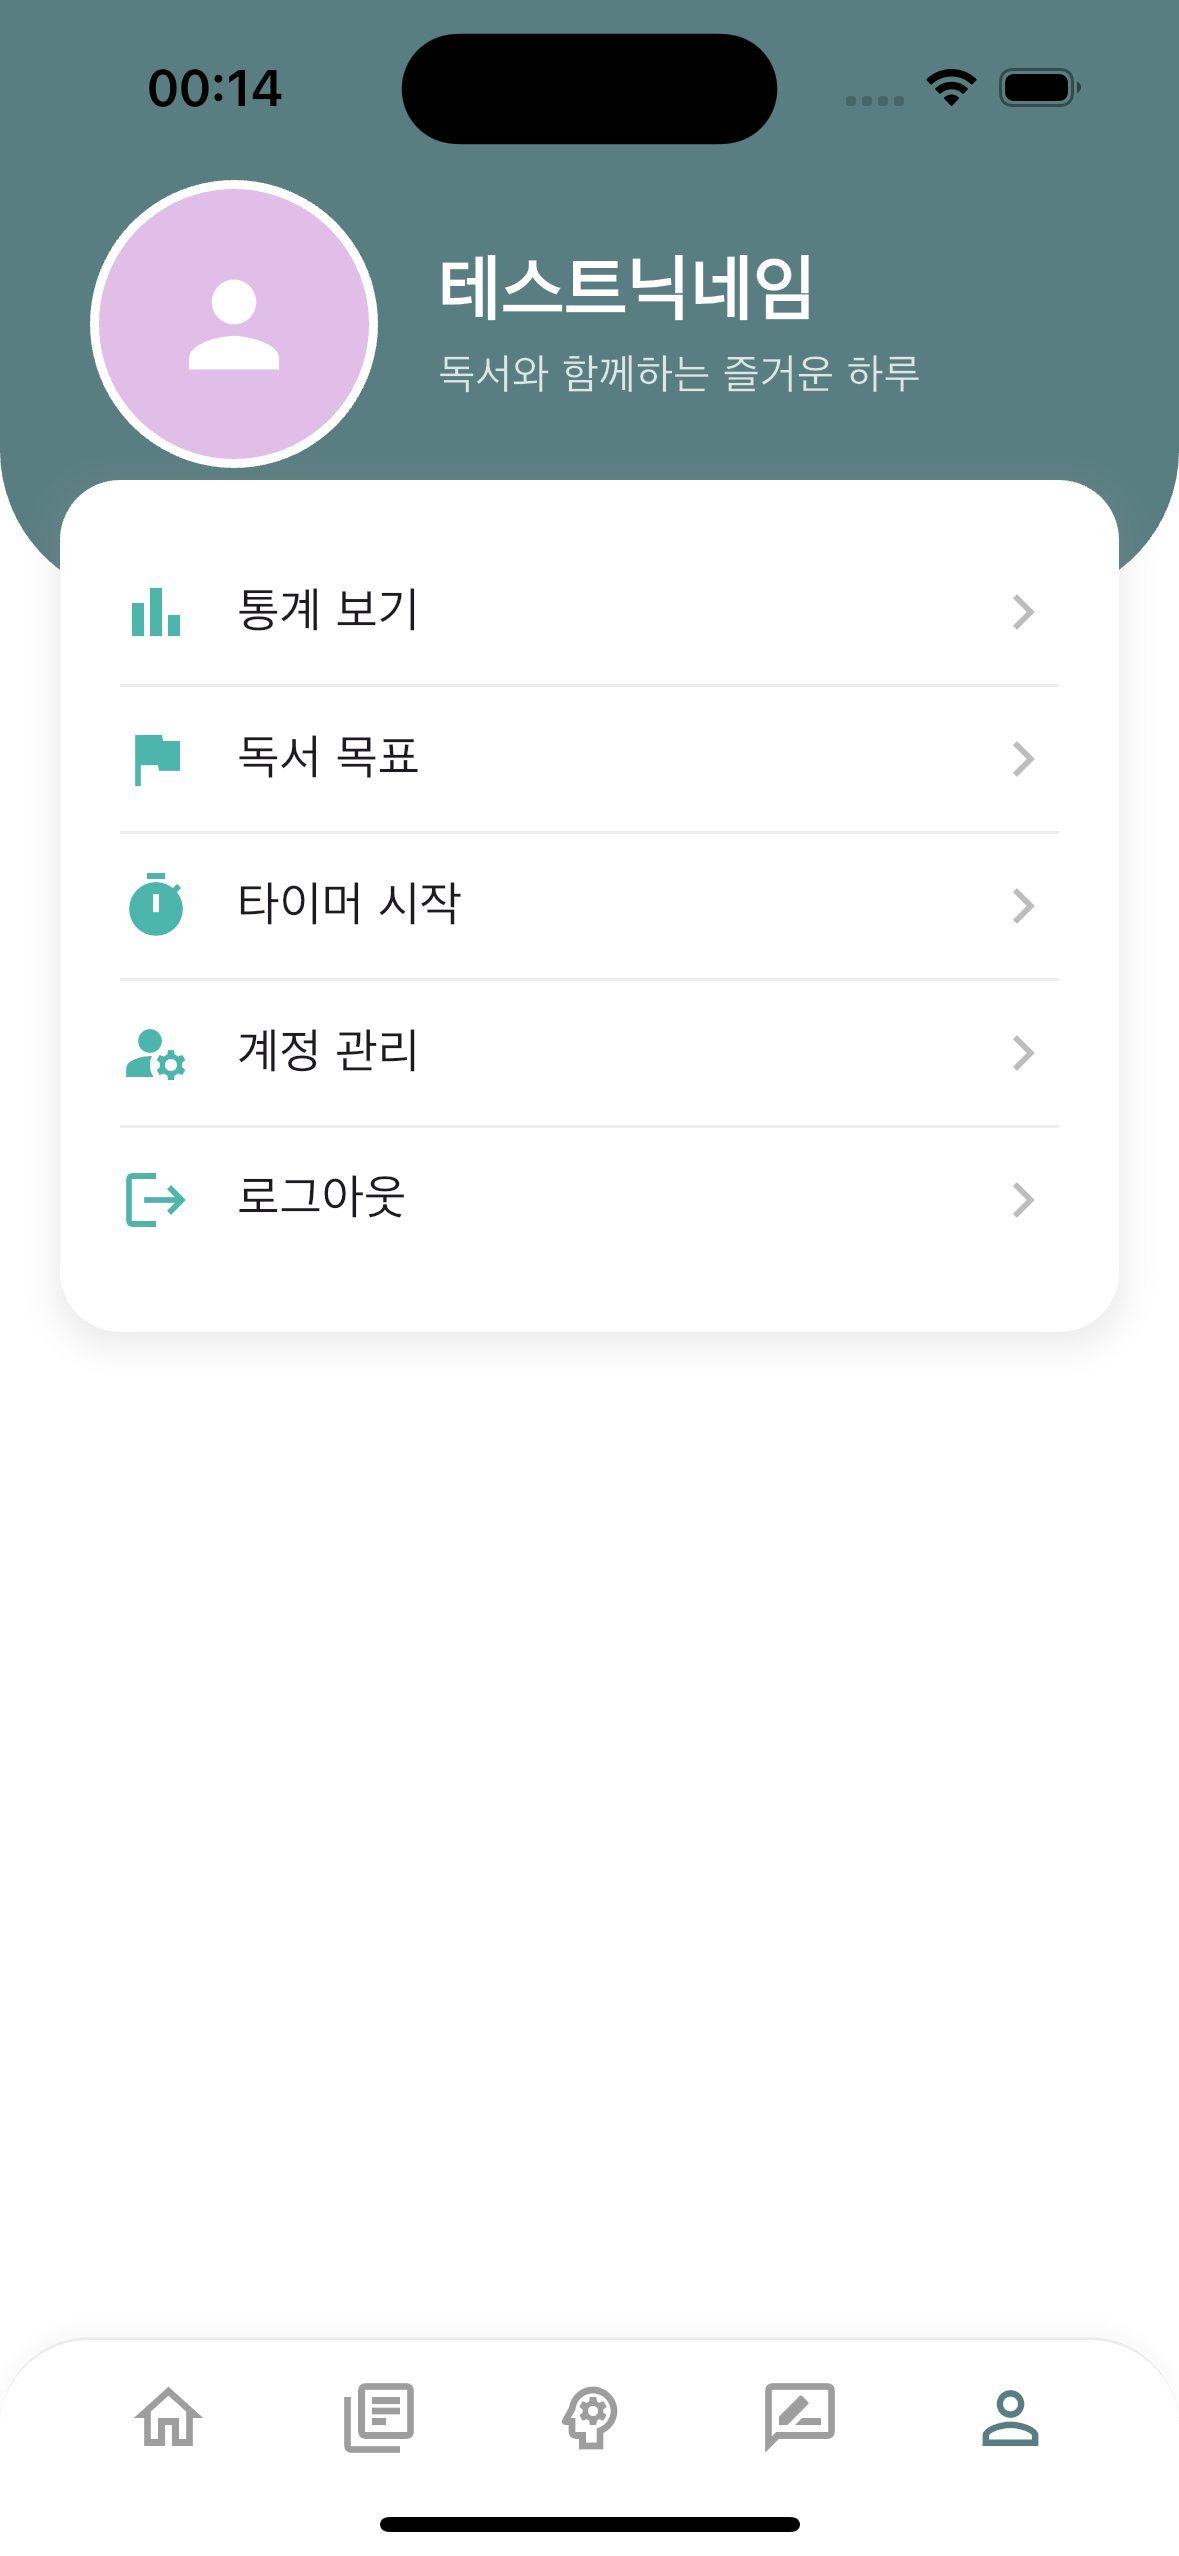 00:14
테스트닉네임
독서와 함께하는 즐거운 하루
통계 보기
독서 목표
타이머 시작
계정 관리
로그아웃